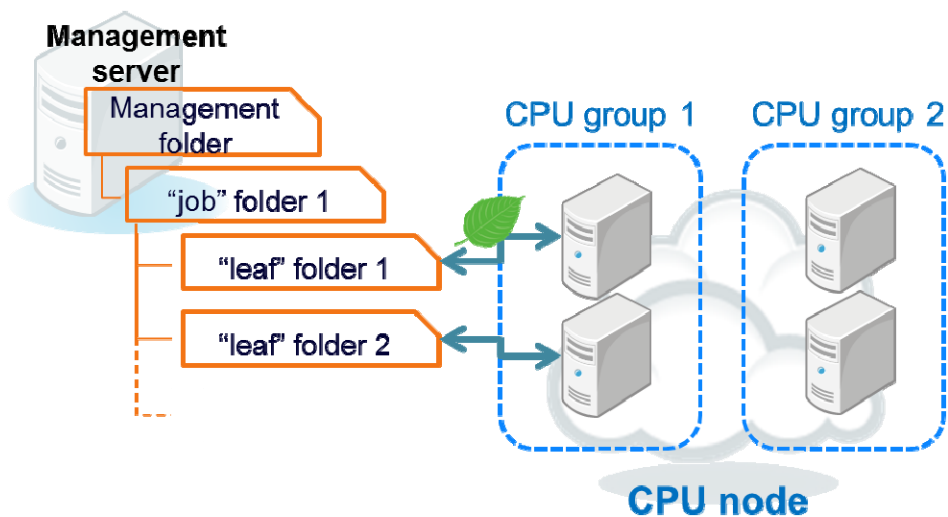 Management
server
Management
folder
“job” folder 1
“leaf” folder 1
“leaf” folder 2
CPU group 1
CPU group 2
CPU node